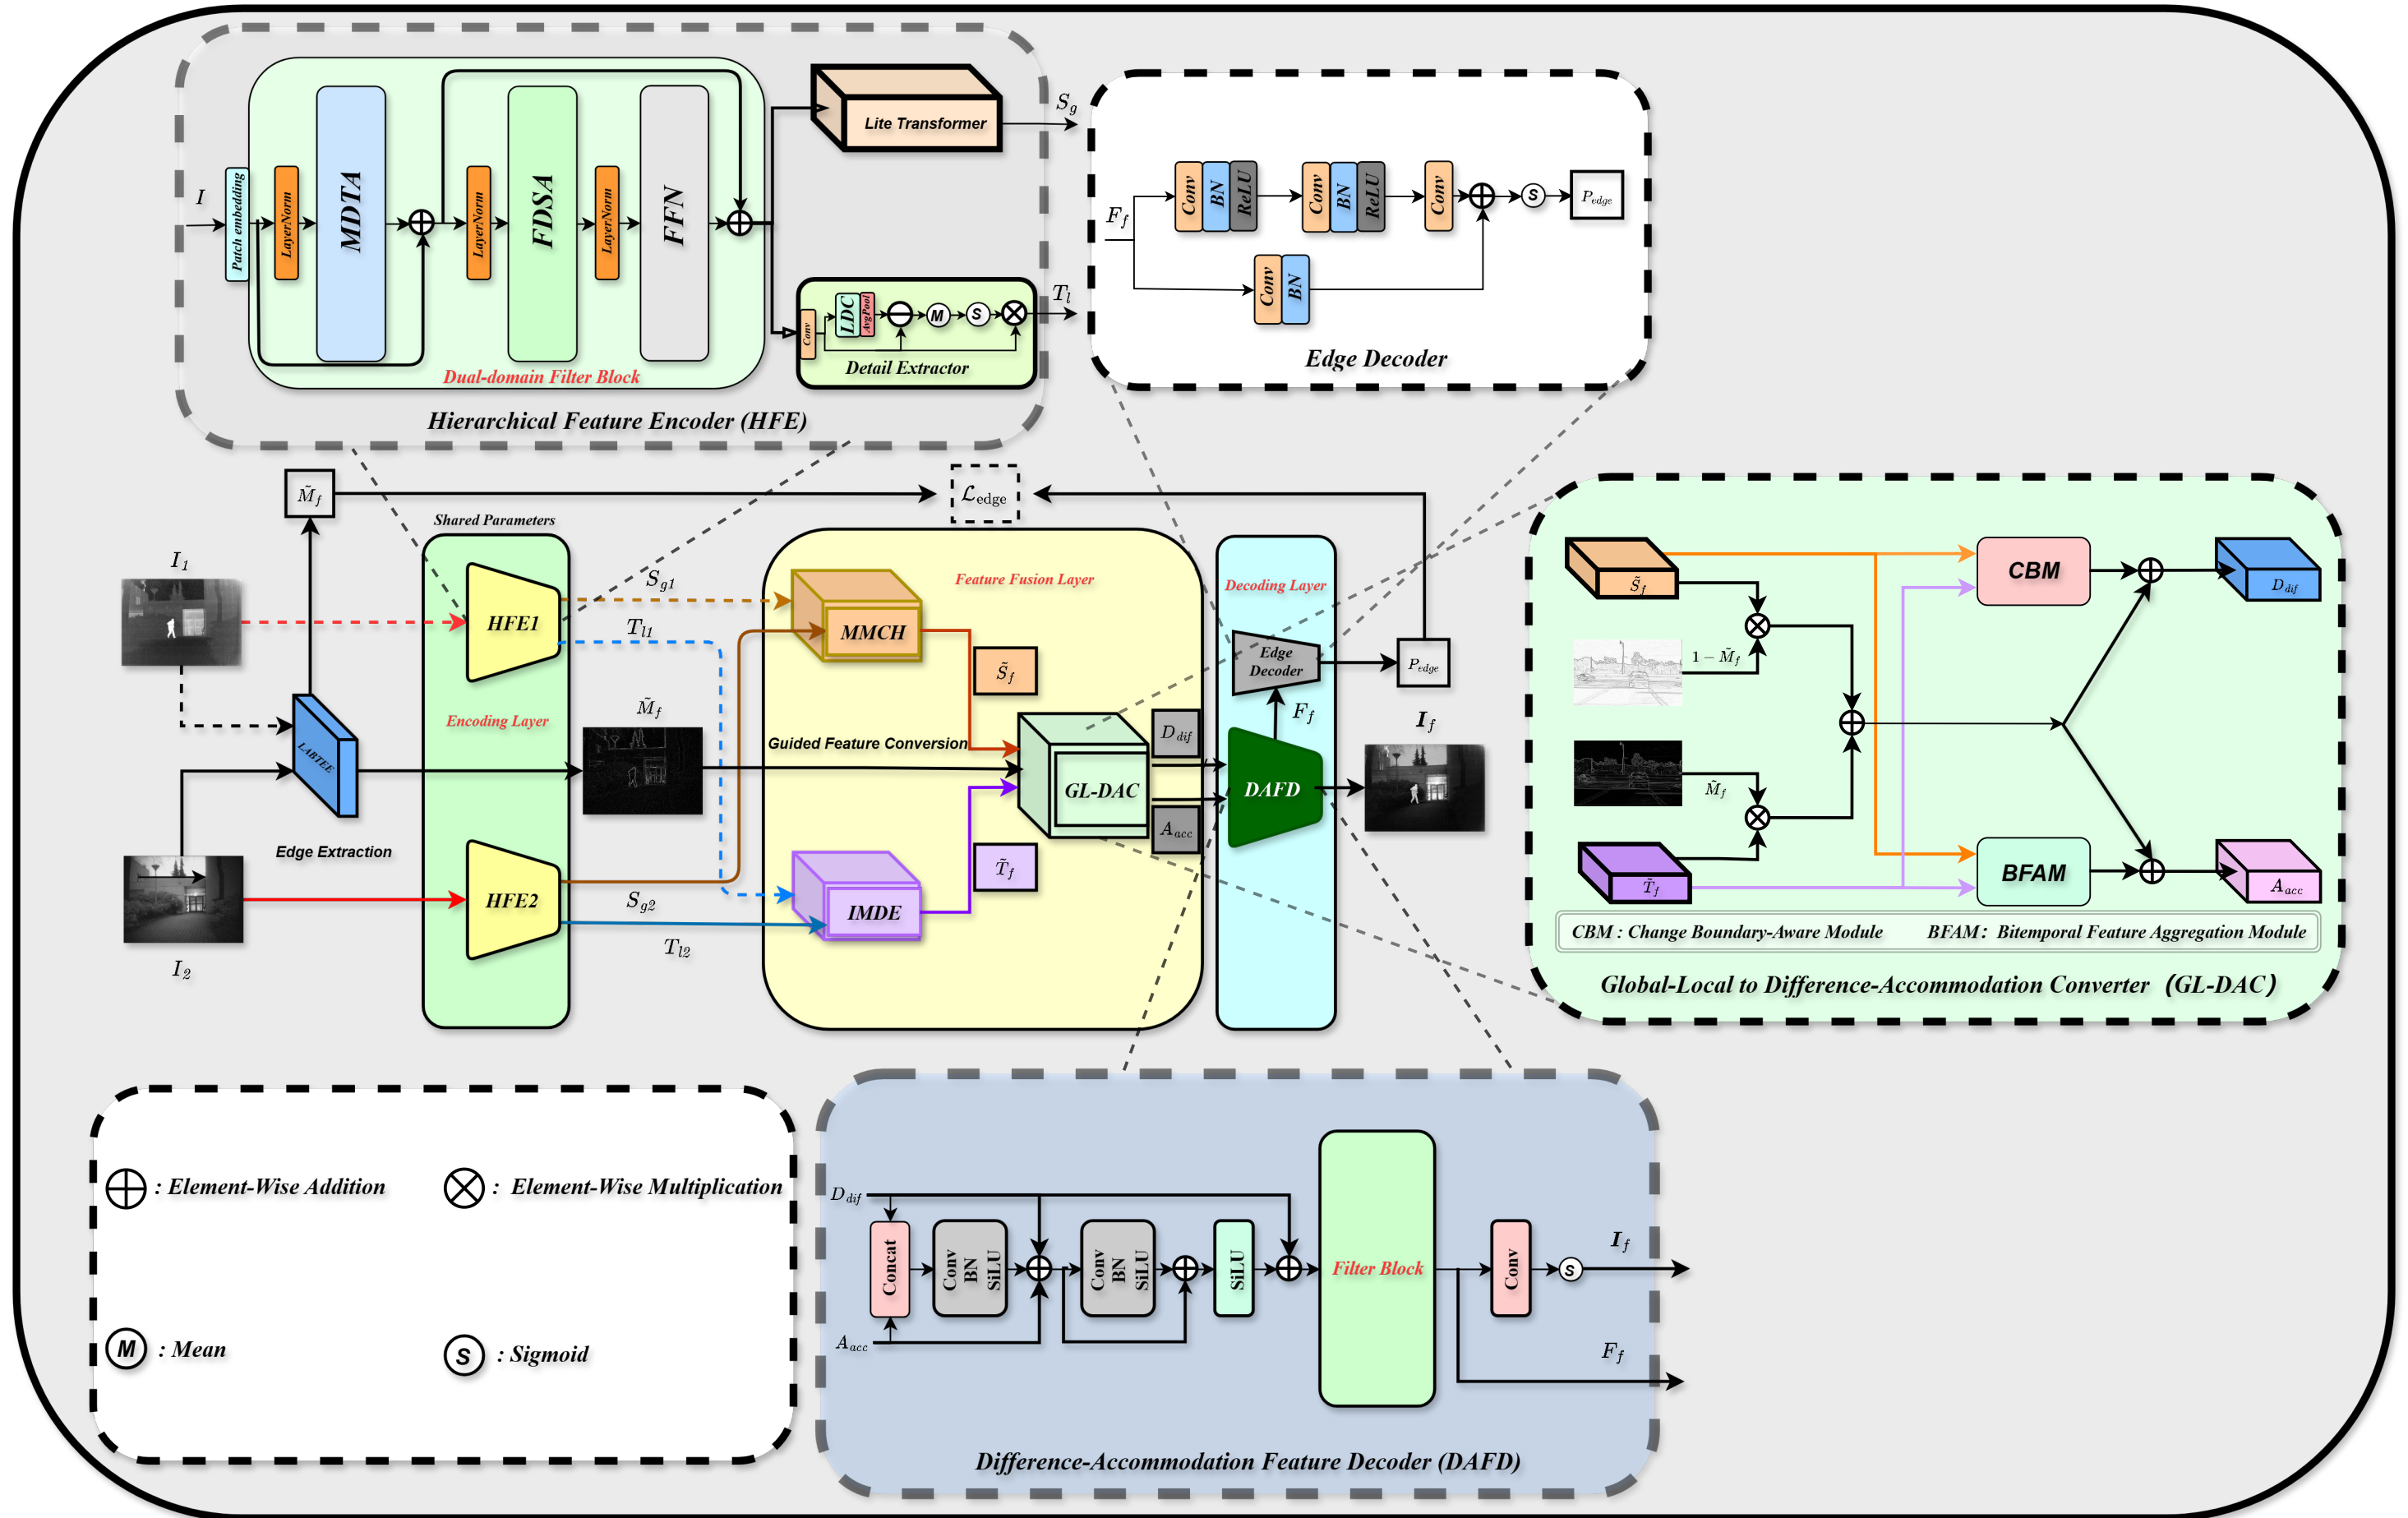 I
Patch embedding
LayerNorm
MDTA
LayerNorm
FDSA
LayerNorm
FFN
Dual-domain Filter Block
Lite Transformer
S_g
Conv
LDC
AvgPool
M
S
Detail Extractor
T_l
Hierarchical Feature Encoder (HFE)
F_f
Conv
BN
ReLU
Conv
BN
ReLU
Conv
S
P_edge
Conv
BN
Edge Decoder
M̃_f
ℒ_edge
Shared Parameters
I_1
HFE1
S_g1
T_l1
Encoding Layer
LABTEE
Edge Extraction
I_2
HFE2
S_g2
T_l2
M̃_f
Feature Fusion Layer
MMCH
S̃_f
Guided Feature Conversion
GL-DAC
IMDE
T̃_f
D_dif
A_acc
Decoding Layer
Edge
Decoder
F_f
DAFD
P_edge
I_f
S̃_f
1 − M̃_f
M̃_f
T̃_f
CBM
BFAM
D_dif
A_acc
CBM : Change Boundary-Aware Module
BFAM: Bitemporal Feature Aggregation Module
Global-Local to Difference-Accommodation Converter (GL-DAC)
: Element-Wise Addition
: Element-Wise Multiplication
M : Mean
S : Sigmoid
D_dif
A_acc
Concat
Conv
BN
SiLU
Conv
BN
SiLU
SiLU
Filter Block
Conv
S
I_f
F_f
Difference-Accommodation Feature Decoder (DAFD)